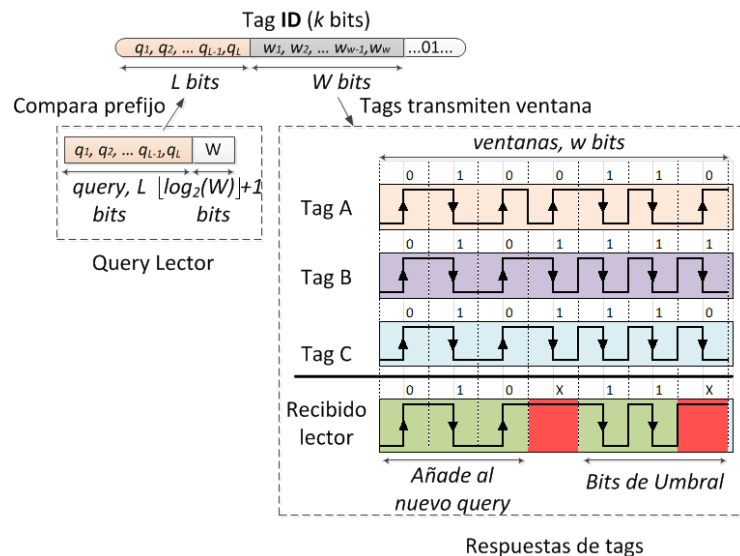 Tag ID (k bits)
q1, q2, ... qL-1,qL
w1, w2, ... ww-1,ww
...01...
L bits
W bits
Compara prefijo
Tags transmiten ventana
q1, q2, ... qL-1,qL
W
query, L ⌊log2(W)⌋+1
bits
bits
Query Lector
ventanas, w bits
0 1 0 0 1 1 0
Tag A
0 1 0 1 1 1 1
Tag B
0 1 0 1 1 1 0
Tag C
0 1 0 X 1 1 X
Recibido
lector
Añade al
nuevo query
Bits de Umbral
Respuestas de tags